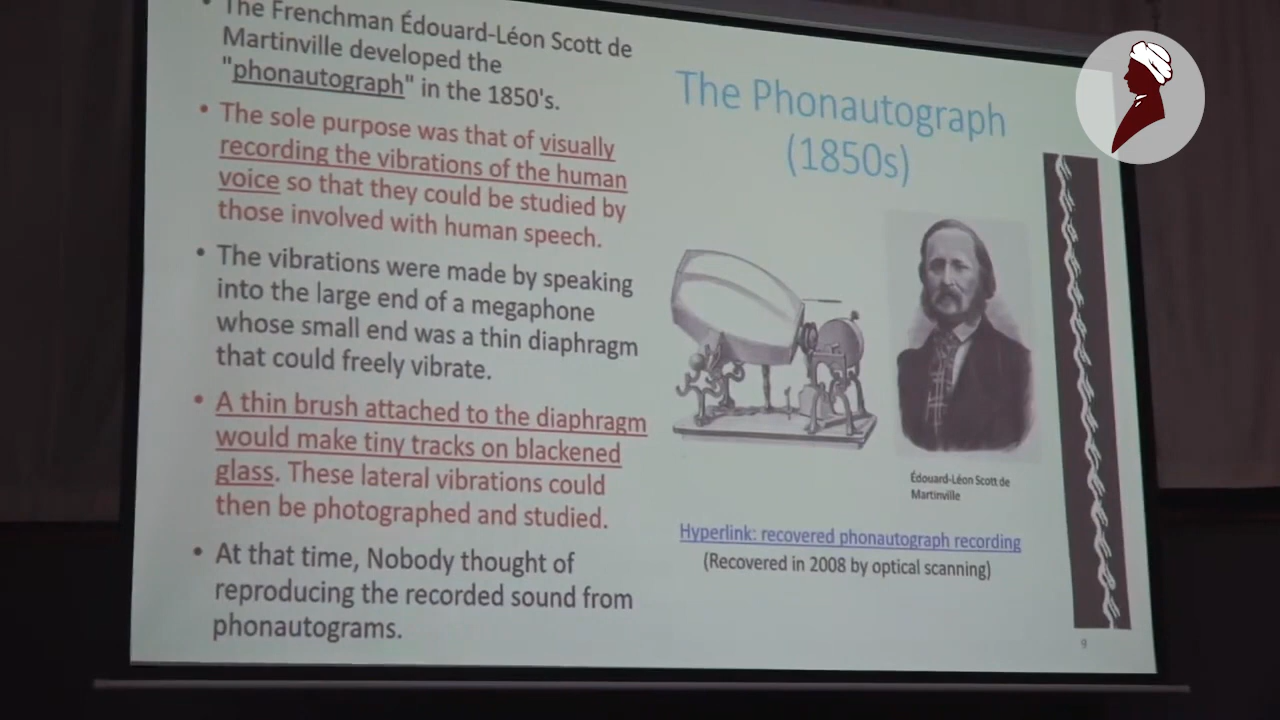 • The Frenchman Édouard-Léon Scott de
Martinville developed the
"phonautograph" in the 1850's.
• The sole purpose was that of visually
recording the vibrations of the human
voice so that they could be studied by
those involved with human speech.
• The vibrations were made by speaking
into the large end of a megaphone
whose small end was a thin diaphragm
that could freely vibrate.
• A thin brush attached to the diaphragm
would make tiny tracks on blackened
glass. These lateral vibrations could
then be photographed and studied.
• At that time, Nobody thought of
reproducing the recorded sound from
phonautograms.
The Phonautograph
(1850s)
Édouard-Léon Scott de
Martinville
Hyperlink: recovered phonautograph recording
(Recovered in 2008 by optical scanning)
9